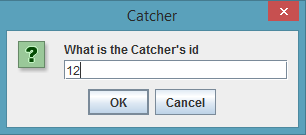 Catcher
What is the Catcher's id
12
OK
Cancel